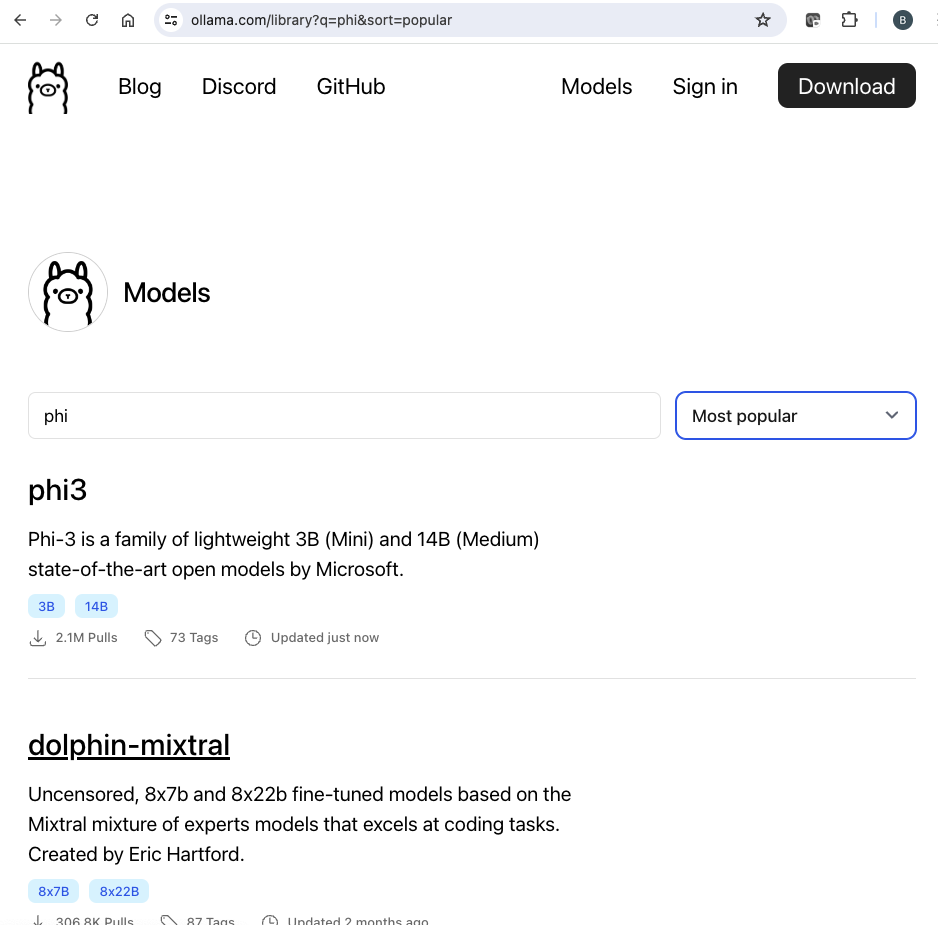 ollama.com/library?q=phi&sort=popular
B
Blog Discord GitHub Models Sign in Download
Models
phi Most popular
phi3
Phi-3 is a family of lightweight 3B (Mini) and 14B (Medium)
state-of-the-art open models by Microsoft.
3B 14B
2.1M Pulls 73 Tags Updated just now
dolphin-mixtral
Uncensored, 8x7b and 8x22b fine-tuned models based on the
Mixtral mixture of experts models that excels at coding tasks.
Created by Eric Hartford.
8x7B 8x22B
306.8K Pulls 87 Tags Updated 2 months ago